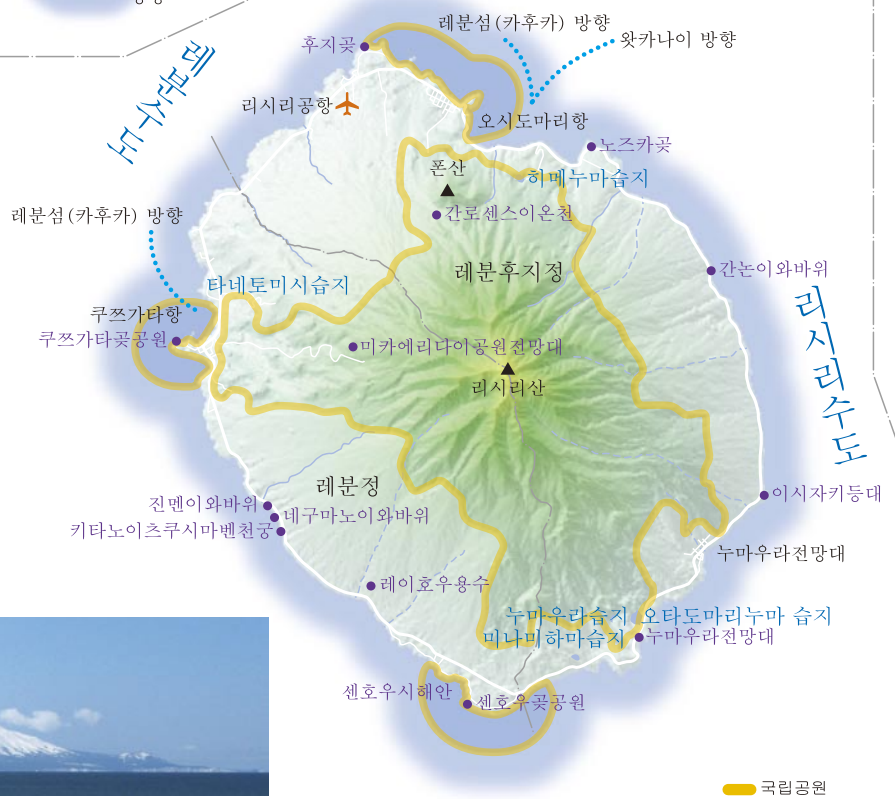 레분섬(카후카) 방향
후지곶
왓카나이 방향
레분수도
리시리공항
오시도마리항
노즈카곶
폰산
히메누마습지
레분섬(카후카) 방향
간로센스이온천
레분후지정
간논이와바위
타네토미시습지
리시리수도
쿠쯔가타항
쿠쯔가타곶공원
미카에리다이공원전망대
리시리산
레분정
이시자키등대
진멘이와바위
네구마노이와바위
키타노이츠쿠시마벤천궁
누마우라전망대
레이호우용수
누마우라습지
오타도마리누마 습지
미나미하마습지
누마우라전망대
센호우시해안
센호우곶공원
국립공원